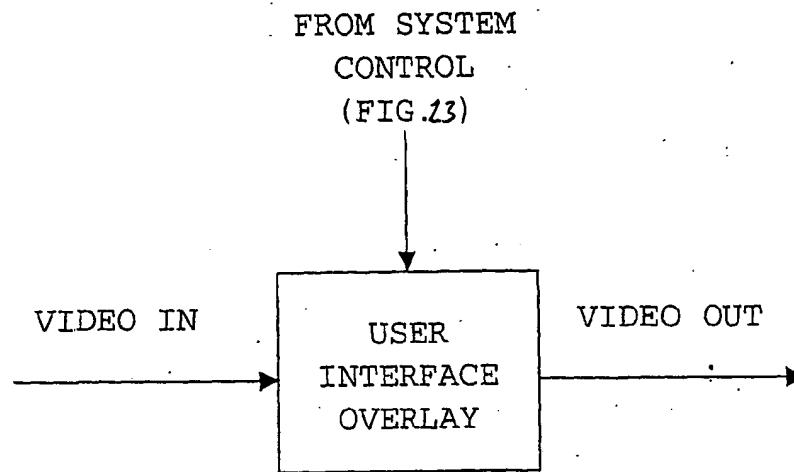 FROM SYSTEM
CONTROL
(FIG.23)
VIDEO IN
USER
INTERFACE
OVERLAY
VIDEO OUT